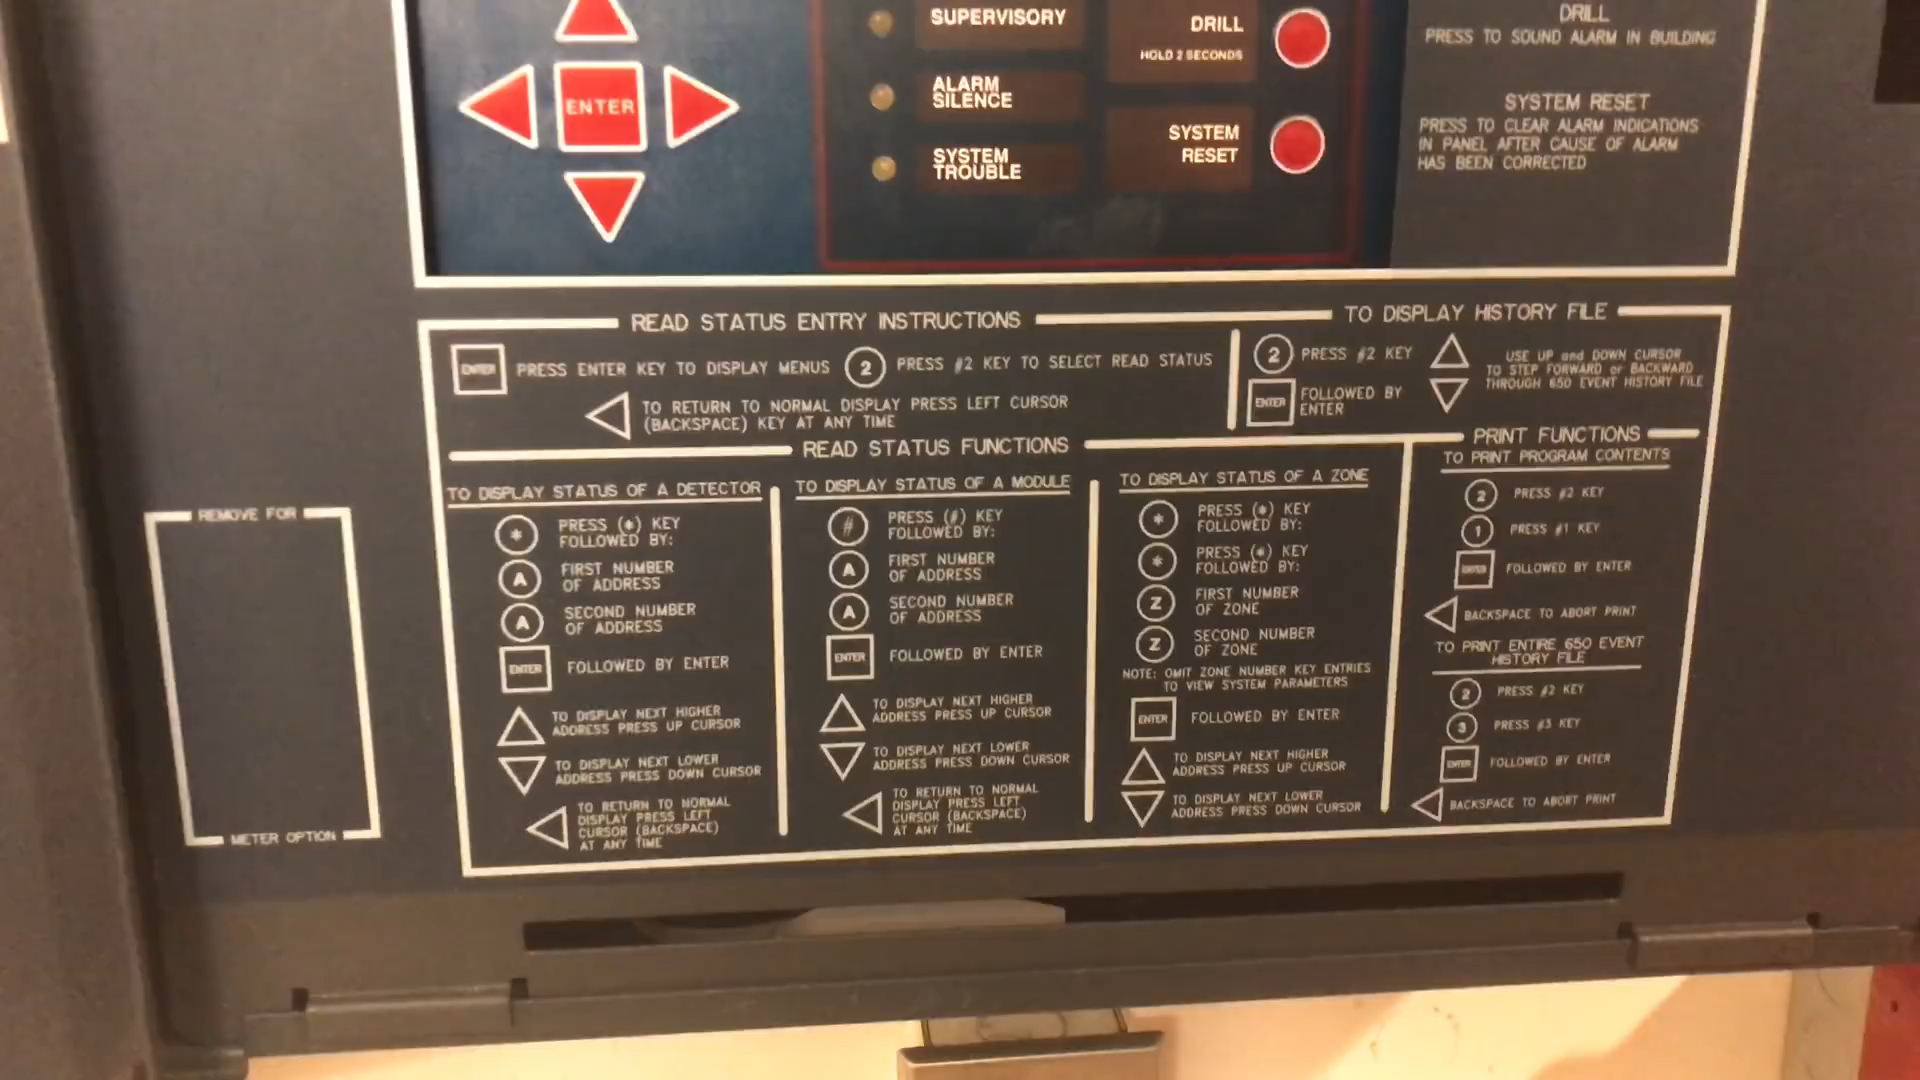 ENTER
SUPERVISORY
ALARM
SILENCE
SYSTEM
TROUBLE
DRILL
HOLD 2 SECONDS
SYSTEM
RESET
DRILL
PRESS TO SOUND ALARM IN BUILDING
SYSTEM RESET
PRESS TO CLEAR ALARM INDICATIONS
IN PANEL AFTER CAUSE OF ALARM
HAS BEEN CORRECTED
READ STATUS ENTRY INSTRUCTIONS
ENTER PRESS ENTER KEY TO DISPLAY MENUS
2 PRESS #2 KEY TO SELECT READ STATUS
TO RETURN TO NORMAL DISPLAY PRESS LEFT CURSOR
(BACKSPACE) KEY AT ANY TIME
TO DISPLAY HISTORY FILE
2 PRESS #2 KEY
ENTER FOLLOWED BY
ENTER
USE UP and DOWN CURSOR
TO STEP FORWARD or BACKWARD
THROUGH 650 EVENT HISTORY FILE
READ STATUS FUNCTIONS
TO DISPLAY STATUS OF A DETECTOR
* PRESS (*) KEY
FOLLOWED BY:
A FIRST NUMBER
OF ADDRESS
A SECOND NUMBER
OF ADDRESS
ENTER FOLLOWED BY ENTER
TO DISPLAY NEXT HIGHER
ADDRESS PRESS UP CURSOR
TO DISPLAY NEXT LOWER
ADDRESS PRESS DOWN CURSOR
TO RETURN TO NORMAL
DISPLAY PRESS LEFT
CURSOR (BACKSPACE)
AT ANY TIME
TO DISPLAY STATUS OF A MODULE
# PRESS (#) KEY
FOLLOWED BY:
A FIRST NUMBER
OF ADDRESS
A SECOND NUMBER
OF ADDRESS
ENTER FOLLOWED BY ENTER
TO DISPLAY NEXT HIGHER
ADDRESS PRESS UP CURSOR
TO DISPLAY NEXT LOWER
ADDRESS PRESS DOWN CURSOR
TO RETURN TO NORMAL
DISPLAY PRESS LEFT
CURSOR (BACKSPACE)
AT ANY TIME
TO DISPLAY STATUS OF A ZONE
* PRESS (*) KEY
FOLLOWED BY:
* PRESS (*) KEY
FOLLOWED BY:
Z FIRST NUMBER
OF ZONE
Z SECOND NUMBER
OF ZONE
NOTE: OMIT ZONE NUMBER KEY ENTRIES
TO VIEW SYSTEM PARAMETERS
ENTER FOLLOWED BY ENTER
TO DISPLAY NEXT HIGHER
ADDRESS PRESS UP CURSOR
TO DISPLAY NEXT LOWER
ADDRESS PRESS DOWN CURSOR
PRINT FUNCTIONS
TO PRINT PROGRAM CONTENTS
2 PRESS #2 KEY
1 PRESS #1 KEY
ENTER FOLLOWED BY ENTER
BACKSPACE TO ABORT PRINT
TO PRINT ENTIRE 650 EVENT
HISTORY FILE
2 PRESS #2 KEY
3 PRESS #3 KEY
ENTER FOLLOWED BY ENTER
BACKSPACE TO ABORT PRINT
REMOVE FOR
METER OPTION